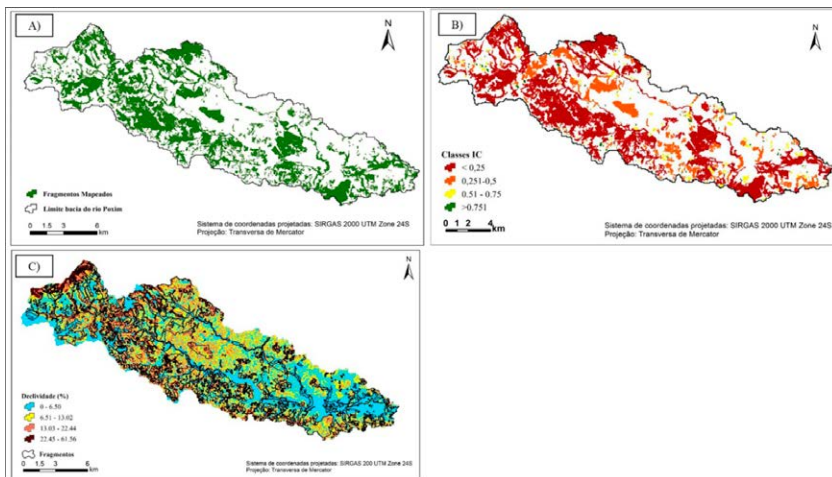 A)
N
Fragmentos Mapeados
Limite bacia do rio Poxim
0 1.5 3 6
km
Sistema de coordenadas projetadas: SIRGAS 2000 UTM Zone 24S
Projeção: Transversa de Mercator
B)
N
Classes IC
< 0,25
0,251-0,5
0.51 - 0.75
>0.751
0 1 2 4
km
Sistema de coordenadas projetadas: SIRGAS 2000 UTM Zone 24S
Projeção: Transversa de Mercator
C)
N
Declividade (%)
0 - 6.50
6.51 - 13.02
13.03 - 22.44
22.45 - 61.56
Fragmentos
0 1.5 3 6
km
Sistema de coordenadas projetadas: SIRGAS 200 UTM Zone 24S
Projeção: Transversa de Mercator